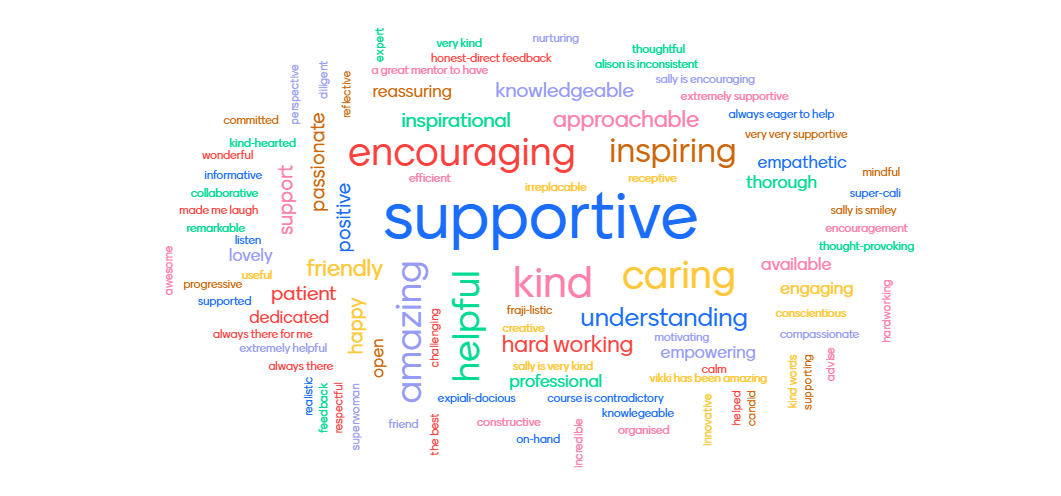 expert
very kind
nurturing
thoughtful
honest-direct feedback
alison is inconsistent
a great mentor to have
sally is encouraging
perspective
diligent
reflective
reassuring
knowledgeable
extremely supportive
committed
passionate
inspirational
approachable
always eager to help
very very supportive
kind-hearted
wonderful
encouraging
inspiring
empathetic
mindful
informative
support
efficient
receptive
thorough
collaborative
positive
irreplacable
super-cali
made me laugh
supportive
sally is smiley
remarkable
encouragement
listen
thought-provoking
awesome
lovely
useful
friendly
amazing
helpful
kind
caring
available
progressive
patient
engaging
hardworking
supported
happy
fraji-listic
understanding
conscientious
dedicated
challenging
creative
motivating
compassionate
always there for me
open
hard working
extremely helpful
empowering
advise
always there
sally is very kind
calm
kind words
supporting
professional
vikki has been amazing
realistic
feedback
respectful
superwoman
expiali-docious
course is contradictory
innovative
helped
candid
knowlegeable
friend
the best
constructive
incredible
organised
on-hand